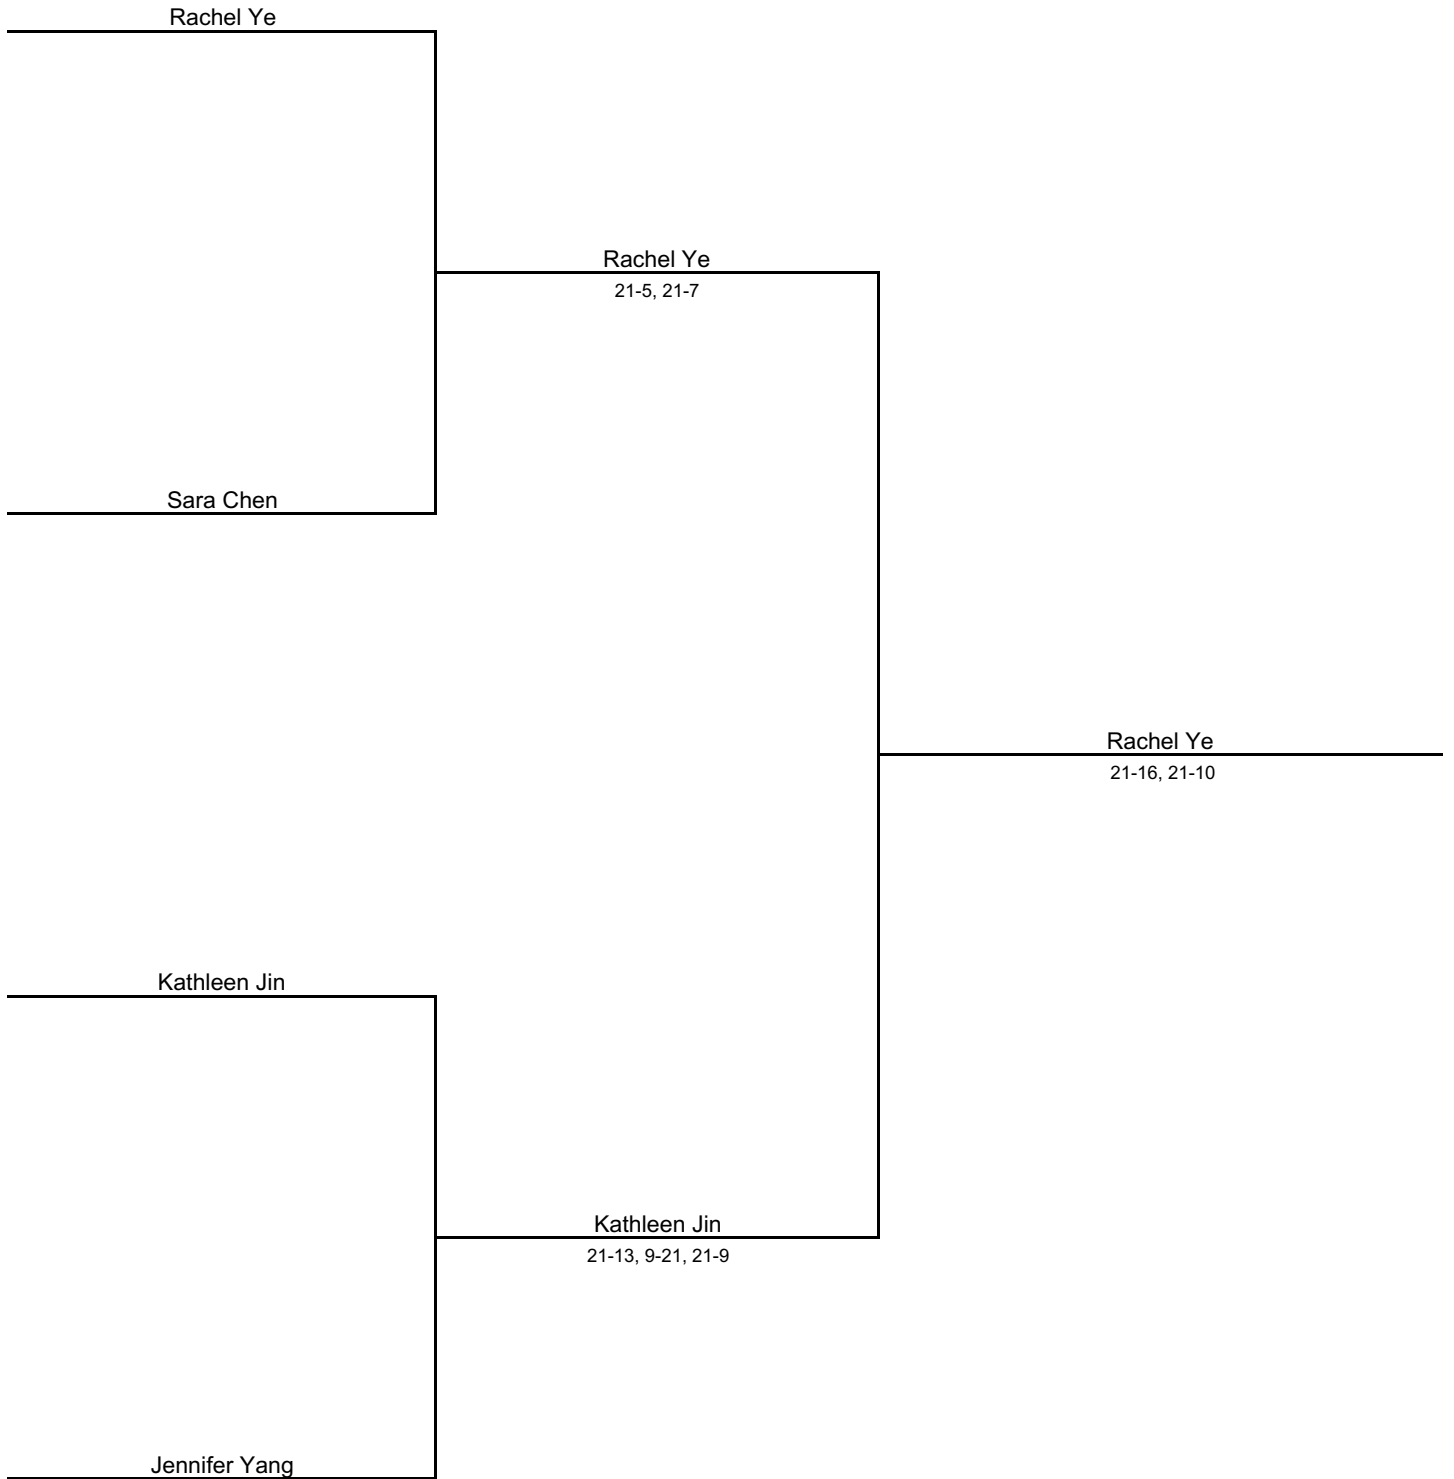 Rachel Ye
Rachel Ye
21-5, 21-7
Sara Chen
Rachel Ye
21-16, 21-10
Kathleen Jin
Kathleen Jin
21-13, 9-21, 21-9
Jennifer Yang